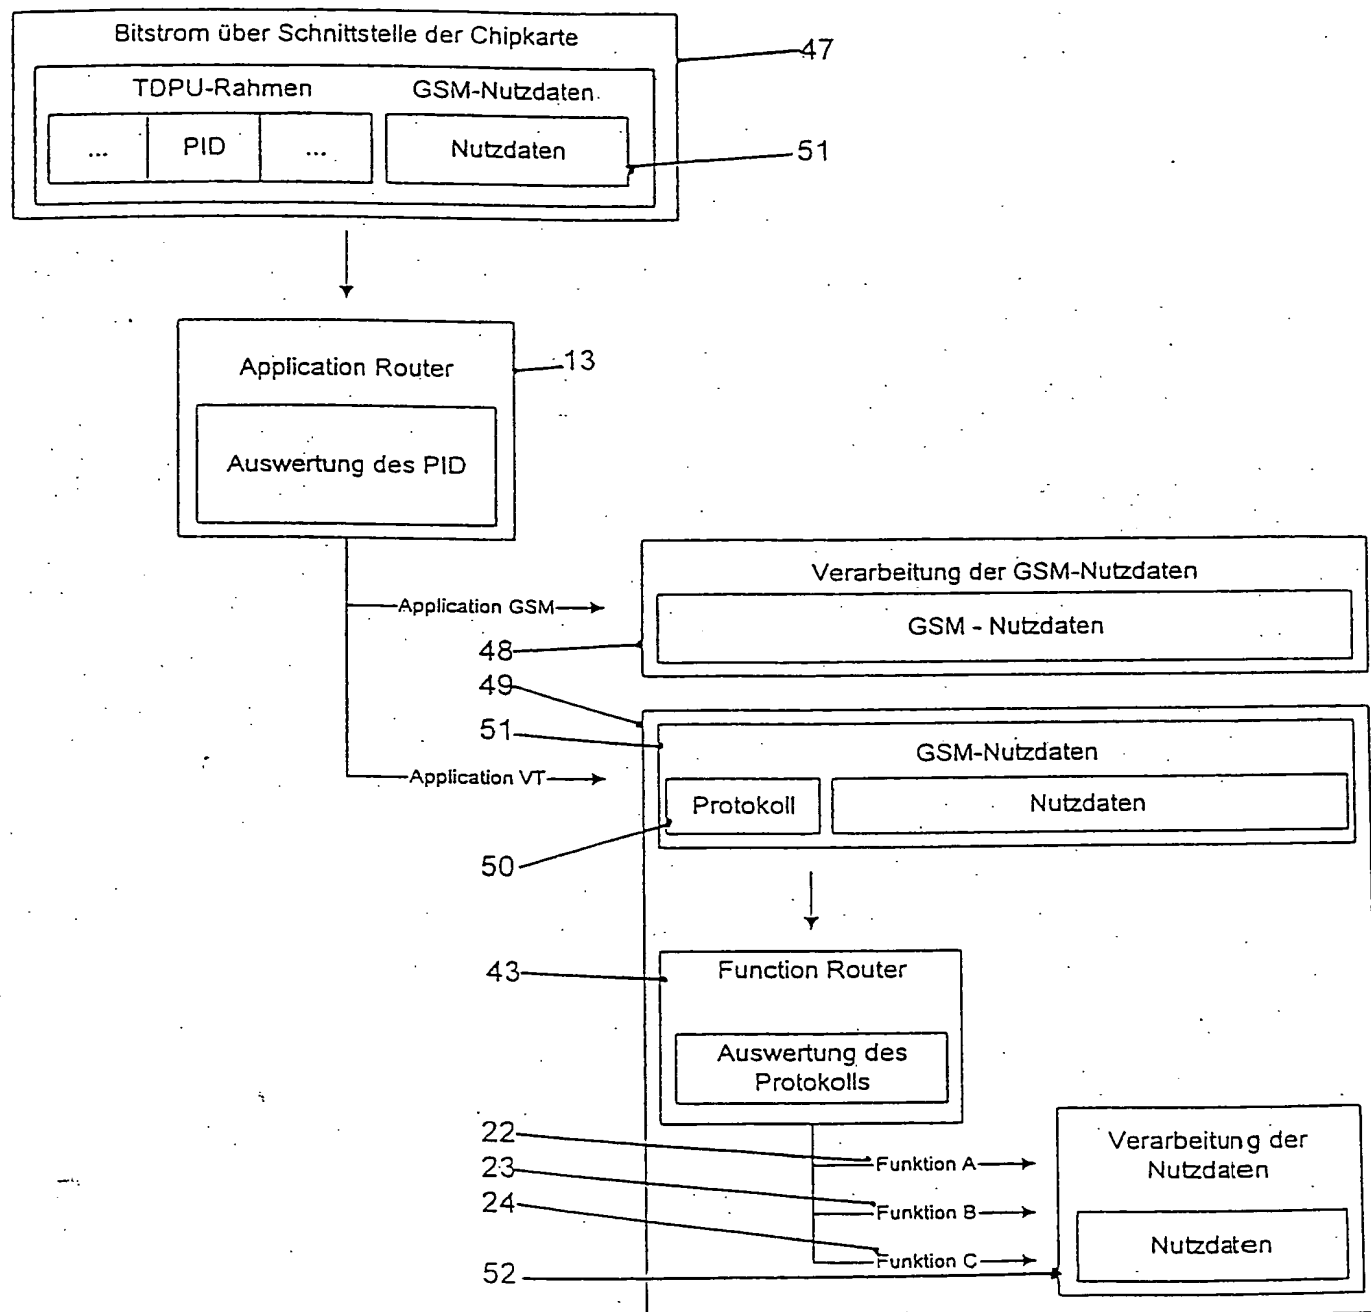 Bitstrom über Schnittstelle der Chipkarte
47
TDPU-Rahmen
GSM-Nutzdaten
...
PID
...
Nutzdaten
51
Application Router
13
Auswertung des PID
Verarbeitung der GSM-Nutzdaten
Application GSM
GSM - Nutzdaten
48
49
51
GSM-Nutzdaten
Application VT
Protokoll
Nutzdaten
50
43
Function Router
Auswertung des
Protokolls
22
Funktion A
23
Funktion B
24
Funktion C
52
Verarbeitung der
Nutzdaten
Nutzdaten